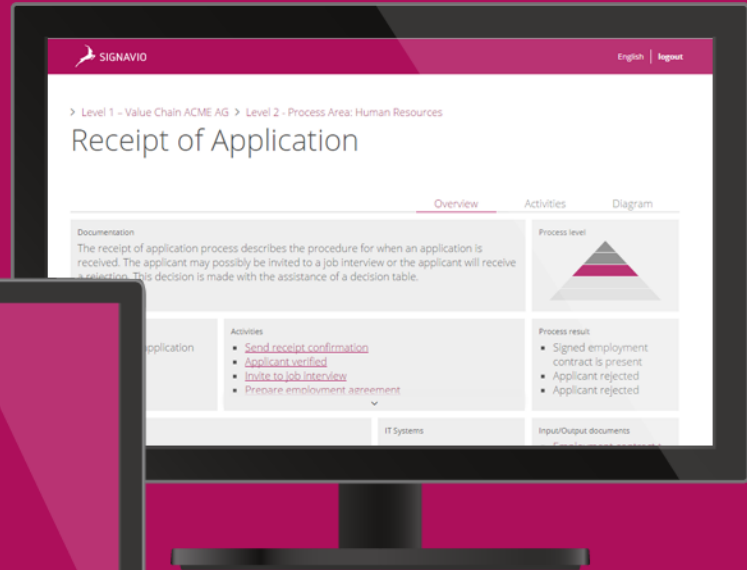 SIGNAVIO
English | logout
> Level 1 – Value Chain ACME AG > Level 2 - Process Area: Human Resources
Receipt of Application
Overview Activities Diagram
Documentation
The receipt of application process describes the procedure for when an application is
received. The applicant may possibly be invited to a job interview or the applicant will receive
a rejection. This decision is made with the assistance of a decision table.
Process level
application
Activities
▪ Send receipt confirmation
▪ Applicant verified
▪ Invite to Job interview
▪ Prepare employment agreement
Process result
▪ Signed employment
contract is present
▪ Applicant rejected
▪ Applicant rejected
IT Systems
Input/Output documents